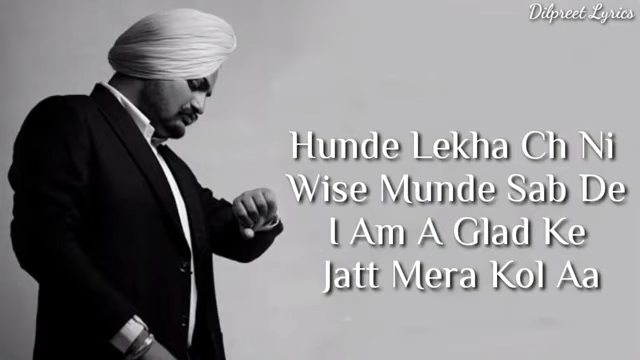 Dilpreet Lyrics
Hunde Lekha Ch Ni
Wise Munde Sab De
I Am A Glad Ke
Jatt Mera Kol Aa